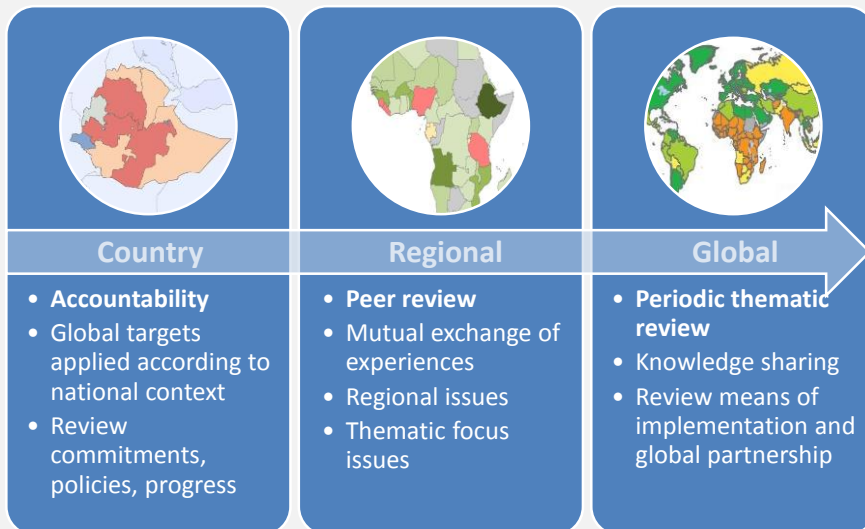 Country
• Accountability
• Global targets
applied according to
national context
• Review
commitments,
policies, progress
Regional
• Peer review
• Mutual exchange of
experiences
• Regional issues
• Thematic focus
issues
Global
• Periodic thematic
review
• Knowledge sharing
• Review means of
implementation and
global partnership